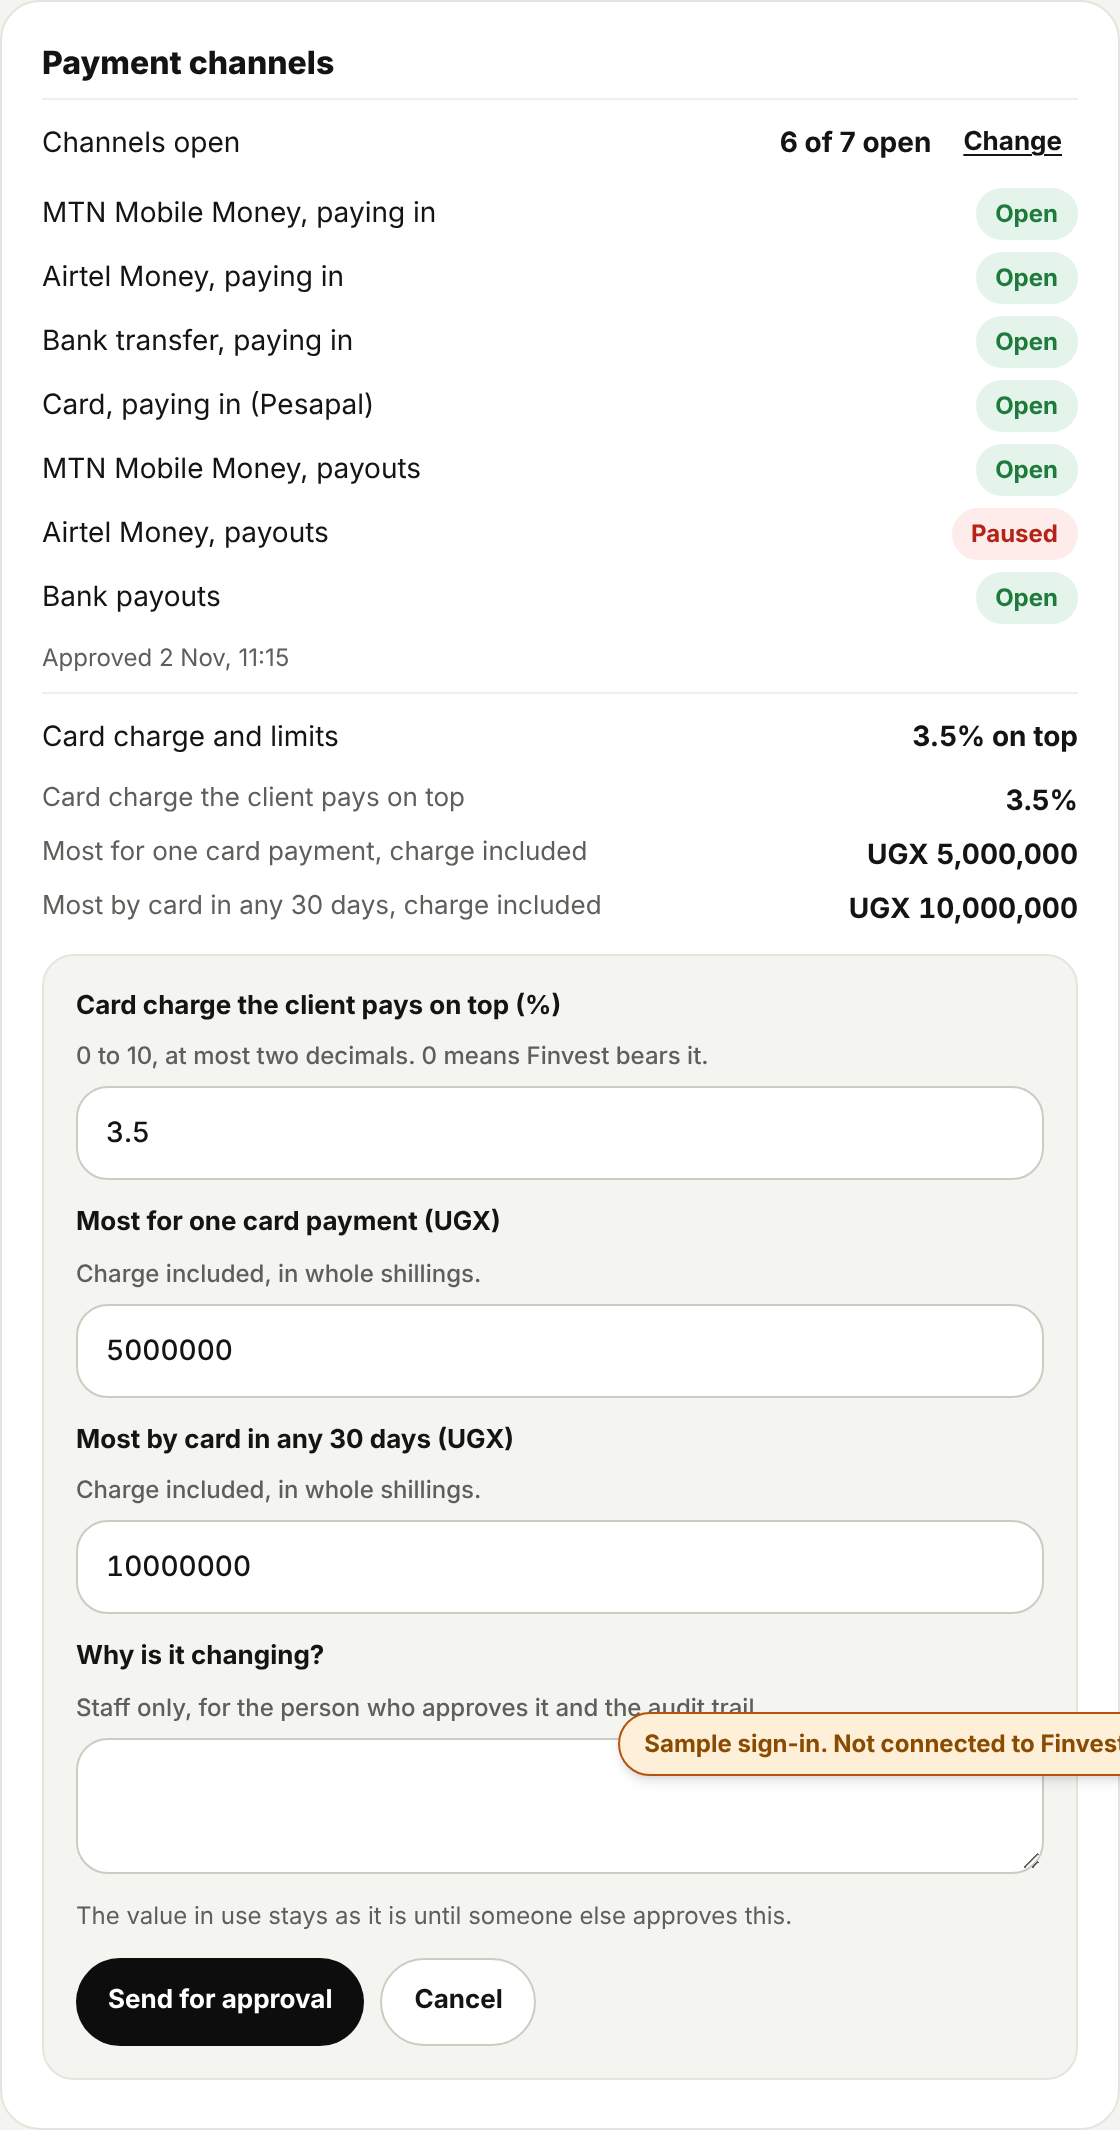 Payment channels
Channels open 6 of 7 open Change
MTN Mobile Money, paying in Open
Airtel Money, paying in Open
Bank transfer, paying in Open
Card, paying in (Pesapal) Open
MTN Mobile Money, payouts Open
Airtel Money, payouts Paused
Bank payouts Open
Approved 2 Nov, 11:15
Card charge and limits 3.5% on top
Card charge the client pays on top 3.5%
Most for one card payment, charge included UGX 5,000,000
Most by card in any 30 days, charge included UGX 10,000,000
Card charge the client pays on top (%)
0 to 10, at most two decimals. 0 means Finvest bears it.
3.5
Most for one card payment (UGX)
Charge included, in whole shillings.
5000000
Most by card in any 30 days (UGX)
Charge included, in whole shillings.
10000000
Why is it changing?
Staff only, for the person who approves it and the audit trail
Sample sign-in. Not connected to Finvest
The value in use stays as it is until someone else approves this.
Send for approval Cancel